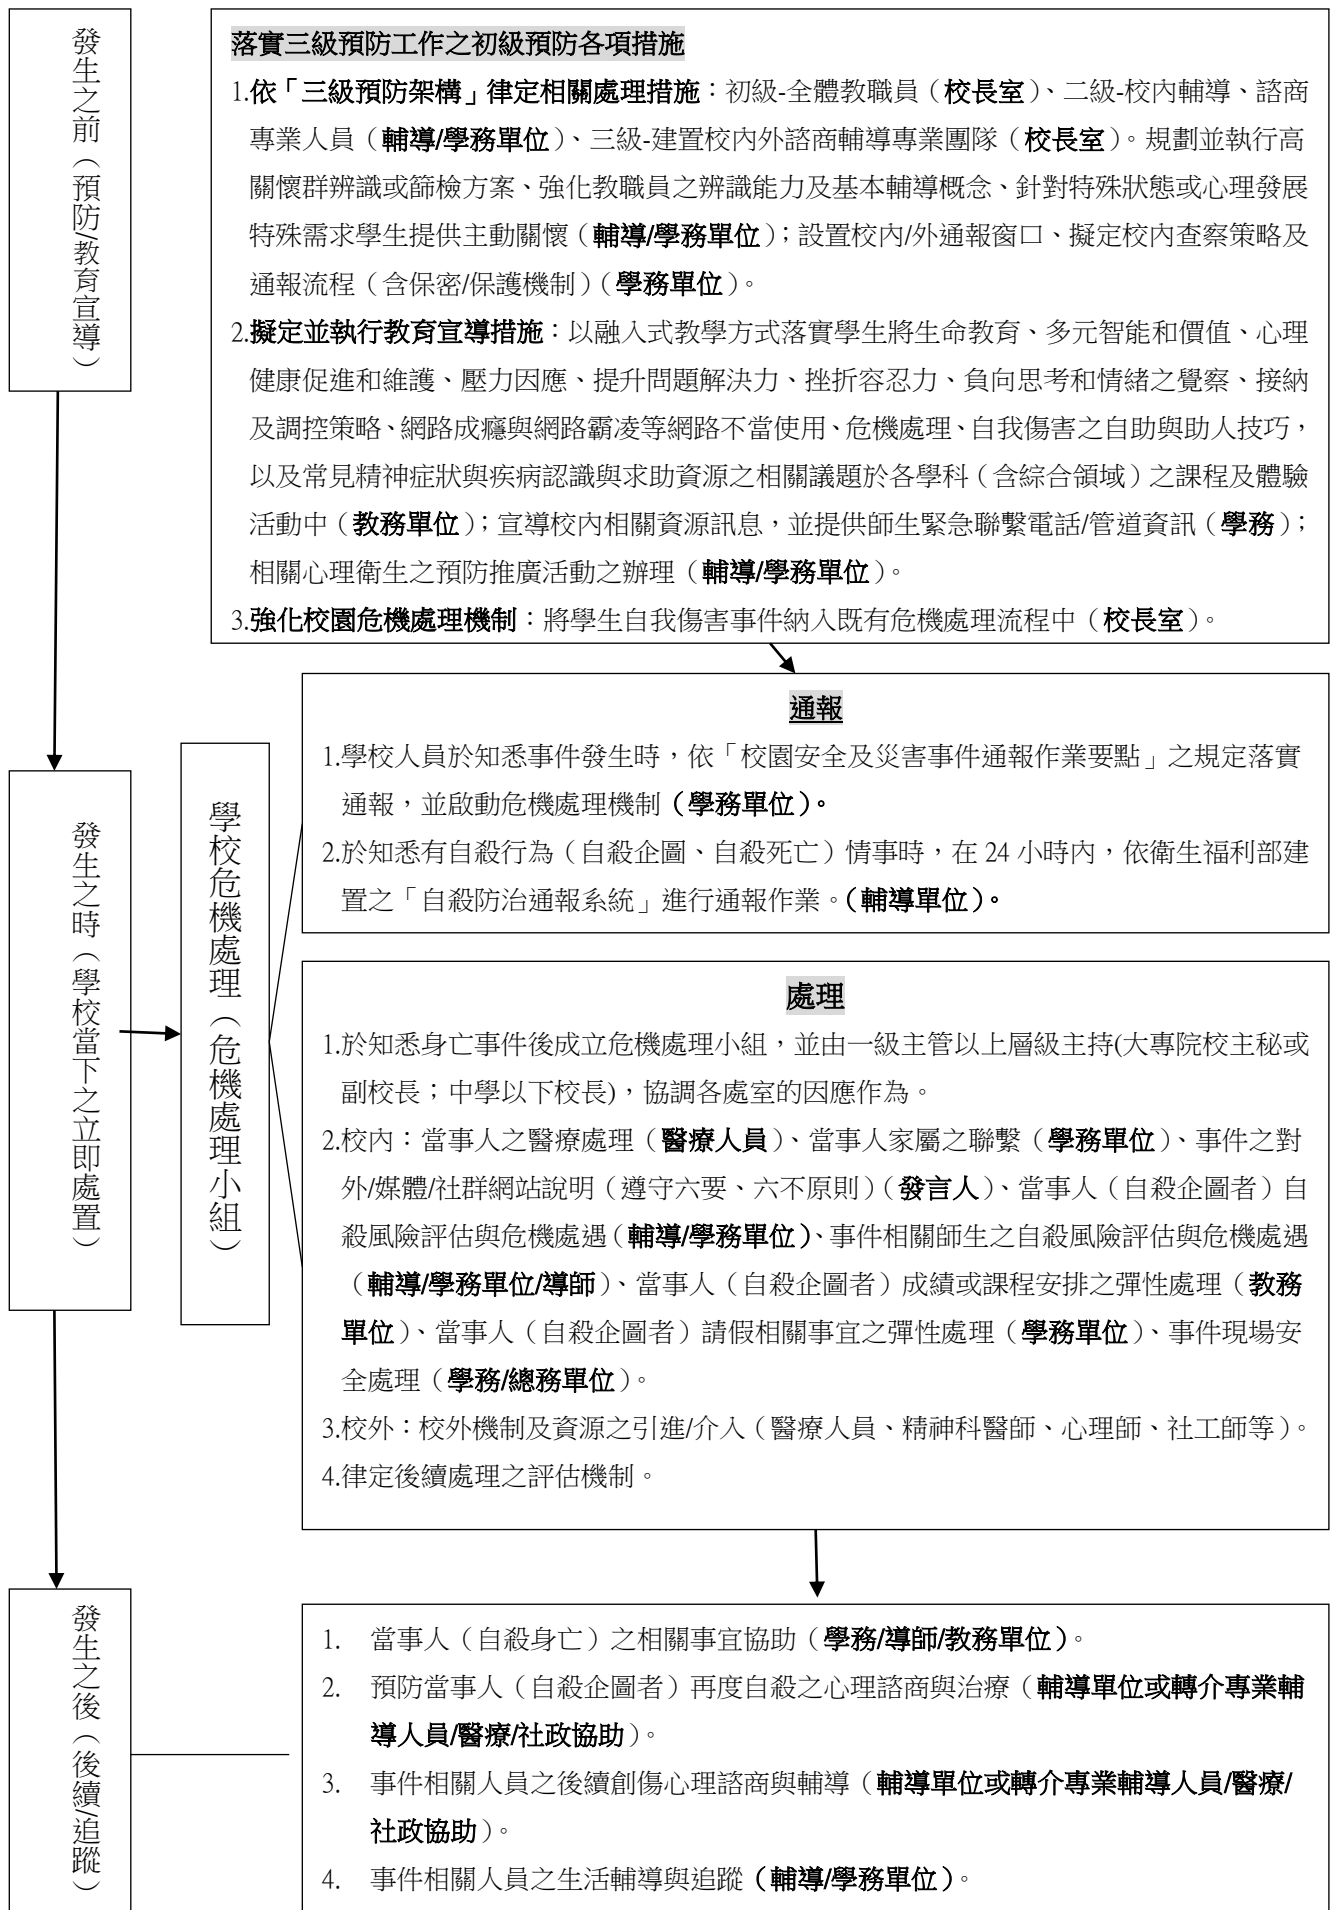 發生之前（預防/教育宣導）
落實三級預防工作之初級預防各項措施
1.依「三級預防架構」律定相關處理措施：初級-全體教職員（校長室）、二級-校內輔導、諮商
專業人員（輔導/學務單位）、三級-建置校內外諮商輔導專業團隊（校長室）。規劃並執行高
關懷群辨識或篩檢方案、強化教職員之辨識能力及基本輔導概念、針對特殊狀態或心理發展
特殊需求學生提供主動關懷（輔導/學務單位）；設置校內/外通報窗口、擬定校內查察策略及
通報流程（含保密/保護機制）（學務單位）。
2.擬定並執行教育宣導措施：以融入式教學方式落實學生將生命教育、多元智能和價值、心理
健康促進和維護、壓力因應、提升問題解決力、挫折容忍力、負向思考和情緒之覺察、接納
及調控策略、網路成癮與網路霸凌等網路不當使用、危機處理、自我傷害之自助與助人技巧，
以及常見精神症狀與疾病認識與求助資源之相關議題於各學科（含綜合領域）之課程及體驗
活動中（教務單位）；宣導校內相關資源訊息，並提供師生緊急聯繫電話/管道資訊（學務）；
相關心理衛生之預防推廣活動之辦理（輔導/學務單位）。
3.強化校園危機處理機制：將學生自我傷害事件納入既有危機處理流程中（校長室）。
發生之時（學校當下之立即處置）
學校危機處理（危機處理小組）
通報
1.學校人員於知悉事件發生時，依「校園安全及災害事件通報作業要點」之規定落實
通報，並啟動危機處理機制（學務單位）。
2.於知悉有自殺行為（自殺企圖、自殺死亡）情事時，在 24 小時內，依衛生福利部建
置之「自殺防治通報系統」進行通報作業。（輔導單位）。
處理
1.於知悉身亡事件後成立危機處理小組，並由一級主管以上層級主持(大專院校主秘或
副校長；中學以下校長)，協調各處室的因應作為。
2.校內：當事人之醫療處理（醫療人員）、當事人家屬之聯繫（學務單位）、事件之對
外/媒體/社群網站說明（遵守六要、六不原則）（發言人）、當事人（自殺企圖者）自
殺風險評估與危機處遇（輔導/學務單位）、事件相關師生之自殺風險評估與危機處遇
（輔導/學務單位/導師）、當事人（自殺企圖者）成績或課程安排之彈性處理（教務
單位）、當事人（自殺企圖者）請假相關事宜之彈性處理（學務單位）、事件現場安
全處理（學務/總務單位）。
3.校外：校外機制及資源之引進/介入（醫療人員、精神科醫師、心理師、社工師等）。
4.律定後續處理之評估機制。
發生之後（後續/追蹤）
1. 當事人（自殺身亡）之相關事宜協助（學務/導師/教務單位）。
2. 預防當事人（自殺企圖者）再度自殺之心理諮商與治療（輔導單位或轉介專業輔
導人員/醫療/社政協助）。
3. 事件相關人員之後續創傷心理諮商與輔導（輔導單位或轉介專業輔導人員/醫療/
社政協助）。
4. 事件相關人員之生活輔導與追蹤（輔導/學務單位）。